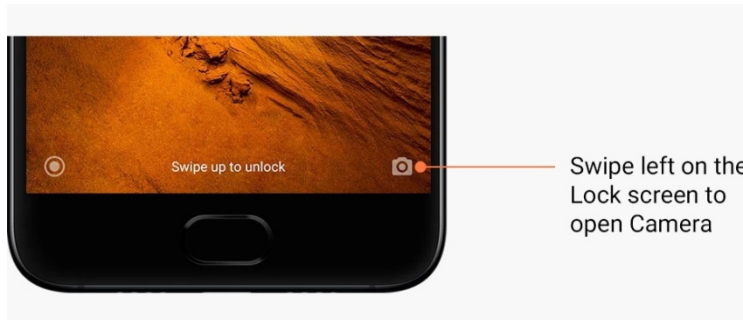 Swipe up to unlock
Swipe left on the
Lock screen to
open Camera